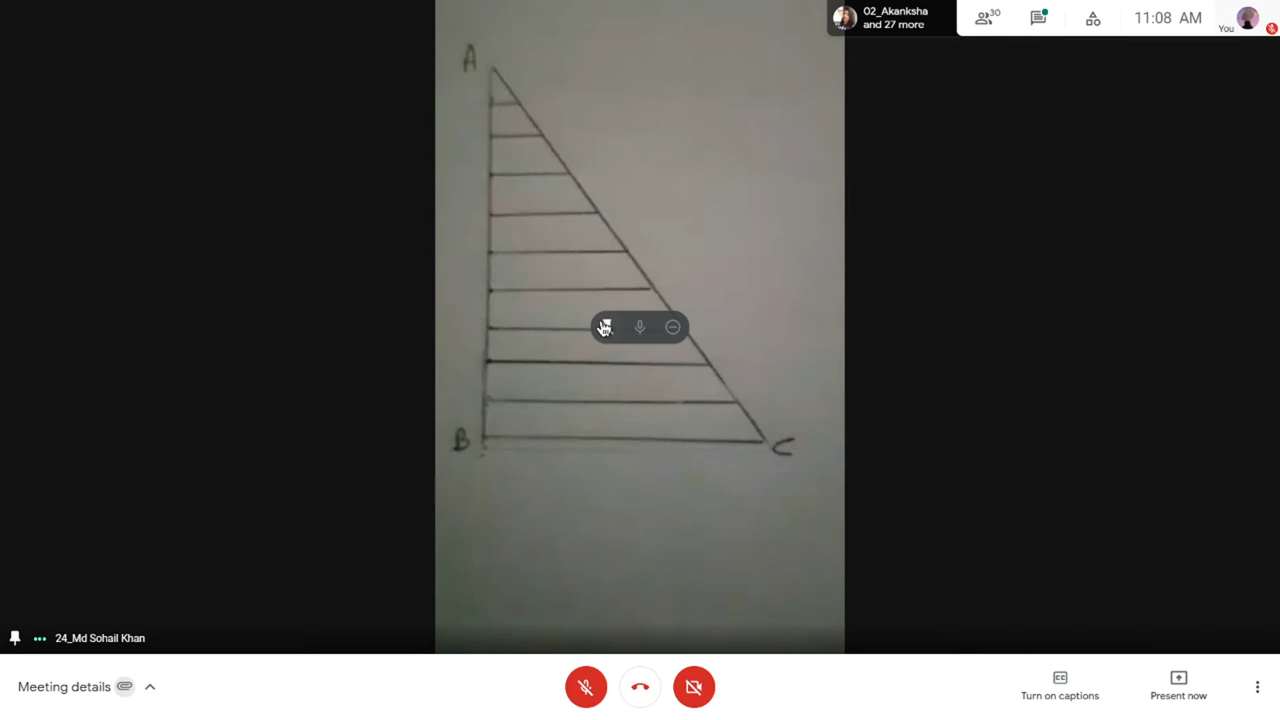 02_Akanksha
and 27 more
30
11:08 AM
You
A
B
C
24_Md Sohail Khan
Meeting details
CC
Turn on captions
Present now